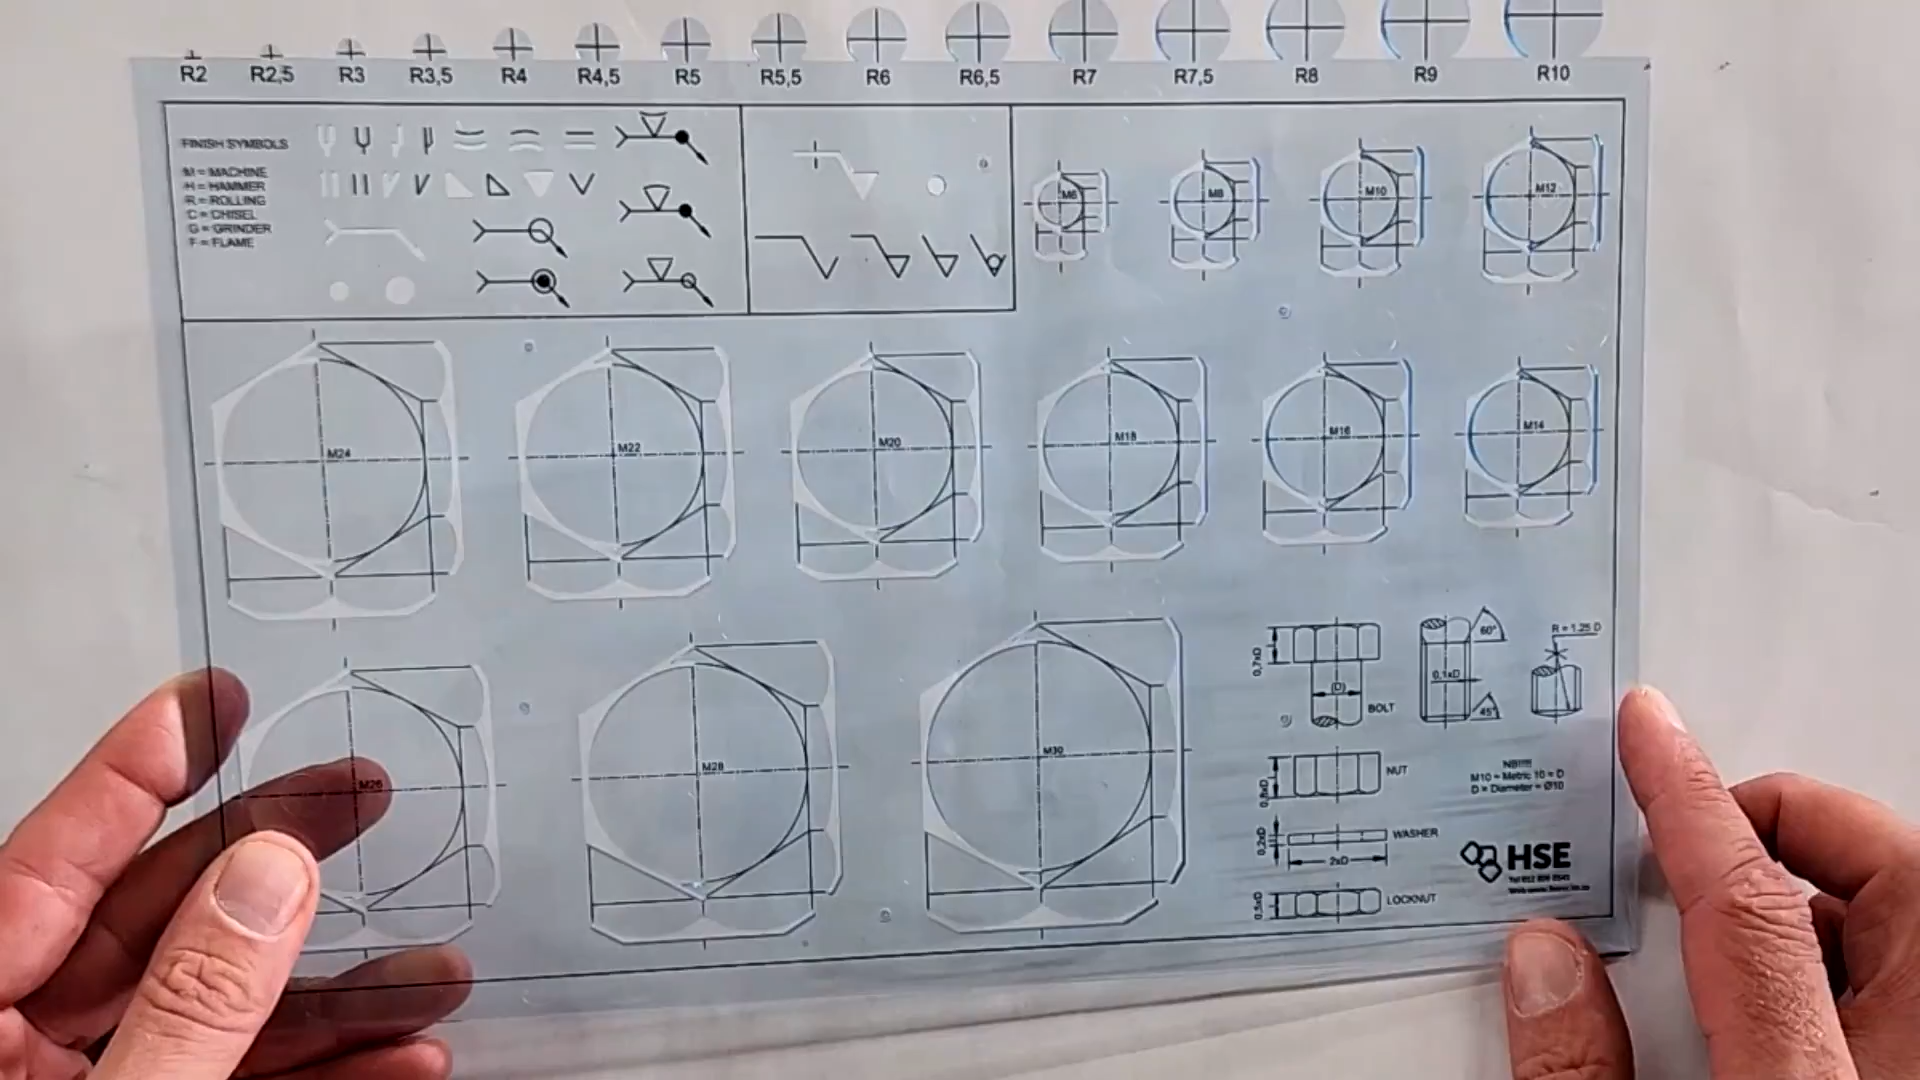 R2 R2,5 R3 R3,5 R4 R4,5 R5 R5,5 R6 R6,5 R7 R7,5 R8 R9 R10
FINISH SYMBOLS
M = MACHINE
H = HAMMER
R = ROLLING
C = CHISEL
G = GRINDER
F = FLAME
M6 M8 M10 M12
M24 M22 M20 M18 M16 M14
M26 M28 M30
0,7xD
(D)
BOLT
60°
0,1xD
45°
R = 1.25 D
0,8xD
NUT
0,2xD
WASHER
2xD
0,5xD
LOCKNUT
NB!!!!
M10 = Metric 10 = D
D = Diameter = Ø10
HSE